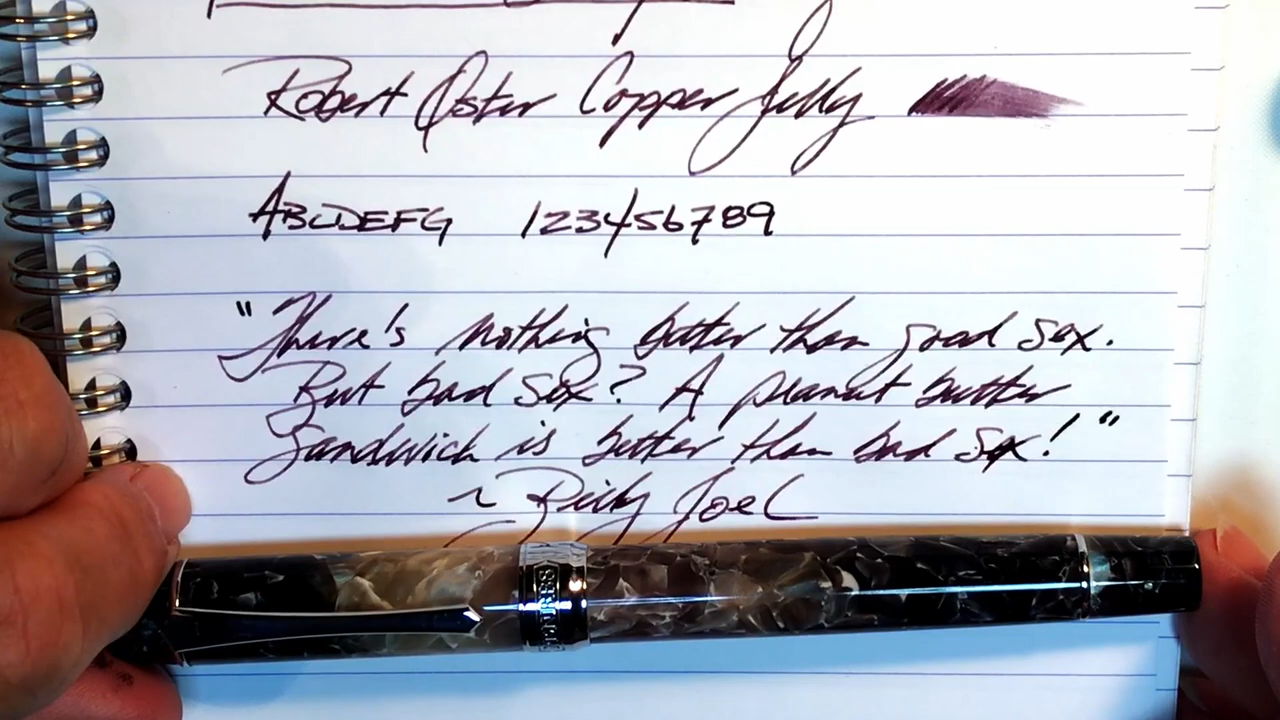 Robert Oster Copper Jelly
ABCDEFG 123456789
"There's nothing better than good sex.
But bad sex? A peanut butter
sandwich is better than bad sex!"
~ Billy Joel